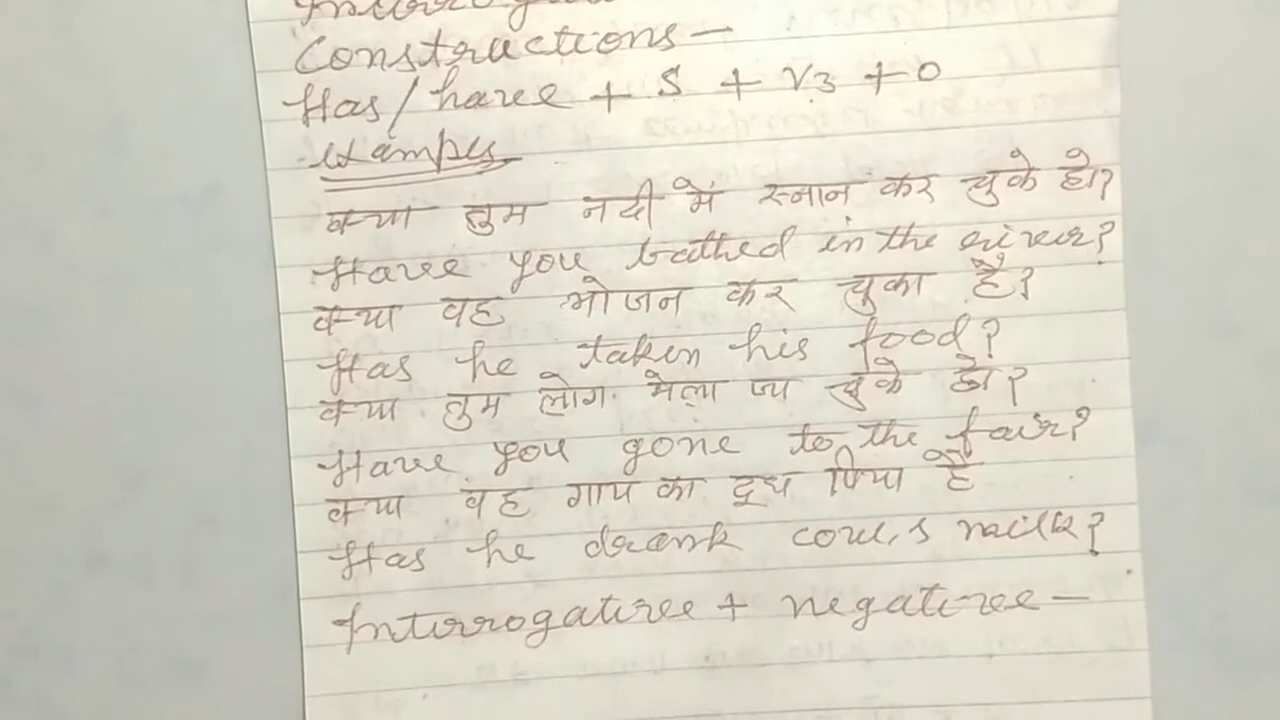 Constructions—
Has/have + S + V3 + O
Examples
क्या तुम नदी में स्नान कर चुके हो?
Have you bathed in the river?
क्या वह भोजन कर चुका है?
Has he taken his food?
क्या तुम लोग मेला जा चुके हो?
Have you gone to the fair?
क्या वह गाय का दूध पिया है
Has he drank cow's milk?
Interrogative + negative—